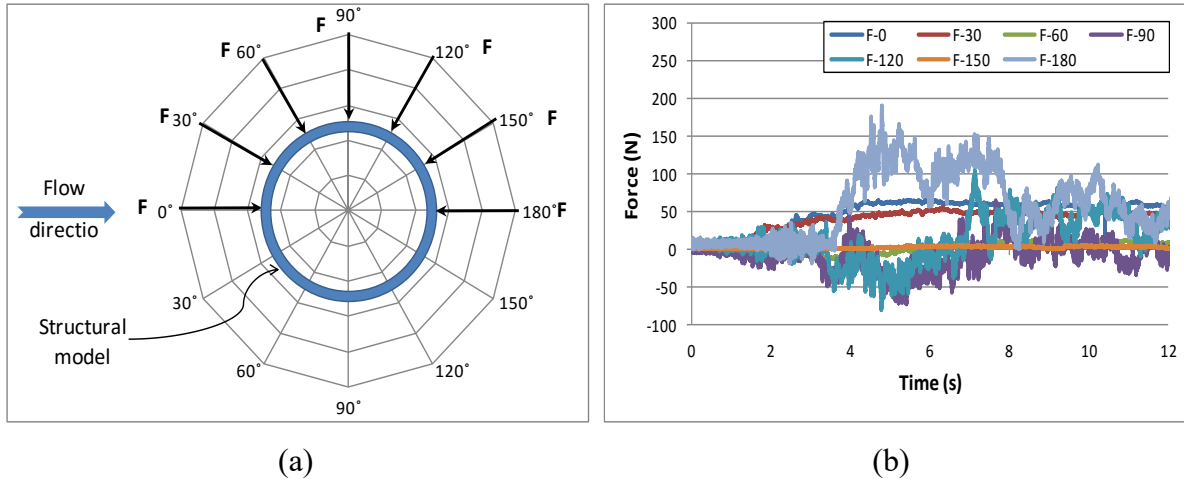 90˚
F
F
60˚
120˚
F
F
30˚
150˚
F
Flow
directio
F
0˚
180˚
F
30˚
150˚
Structural
model
60˚
120˚
90˚
(a)
300
250
200
150
100
50
0
-50
-100
Force (N)
F-0 F-30 F-60 F-90
F-120 F-150 F-180
0 2 4 6 8 10 12
Time (s)
(b)